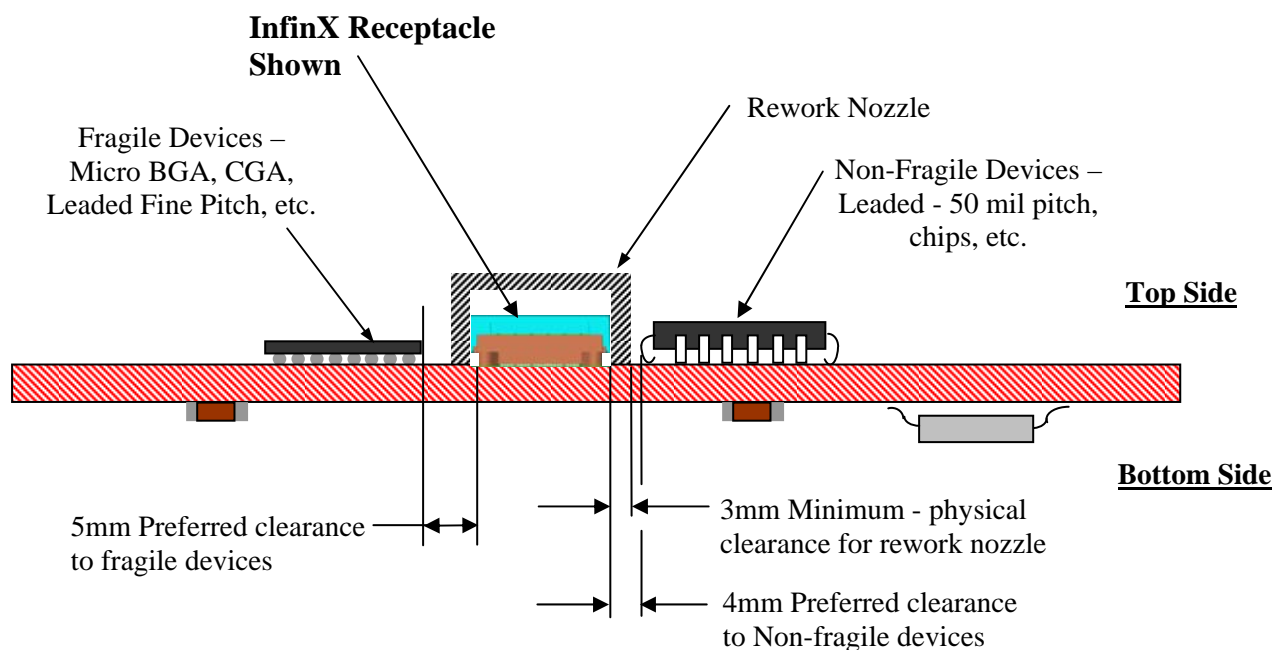 InfinX Receptacle
Shown
Rework Nozzle
Fragile Devices –
Micro BGA, CGA,
Leaded Fine Pitch, etc.
Non-Fragile Devices –
Leaded - 50 mil pitch,
chips, etc.
Top Side
Bottom Side
5mm Preferred clearance
to fragile devices
3mm Minimum - physical
clearance for rework nozzle
4mm Preferred clearance
to Non-fragile devices